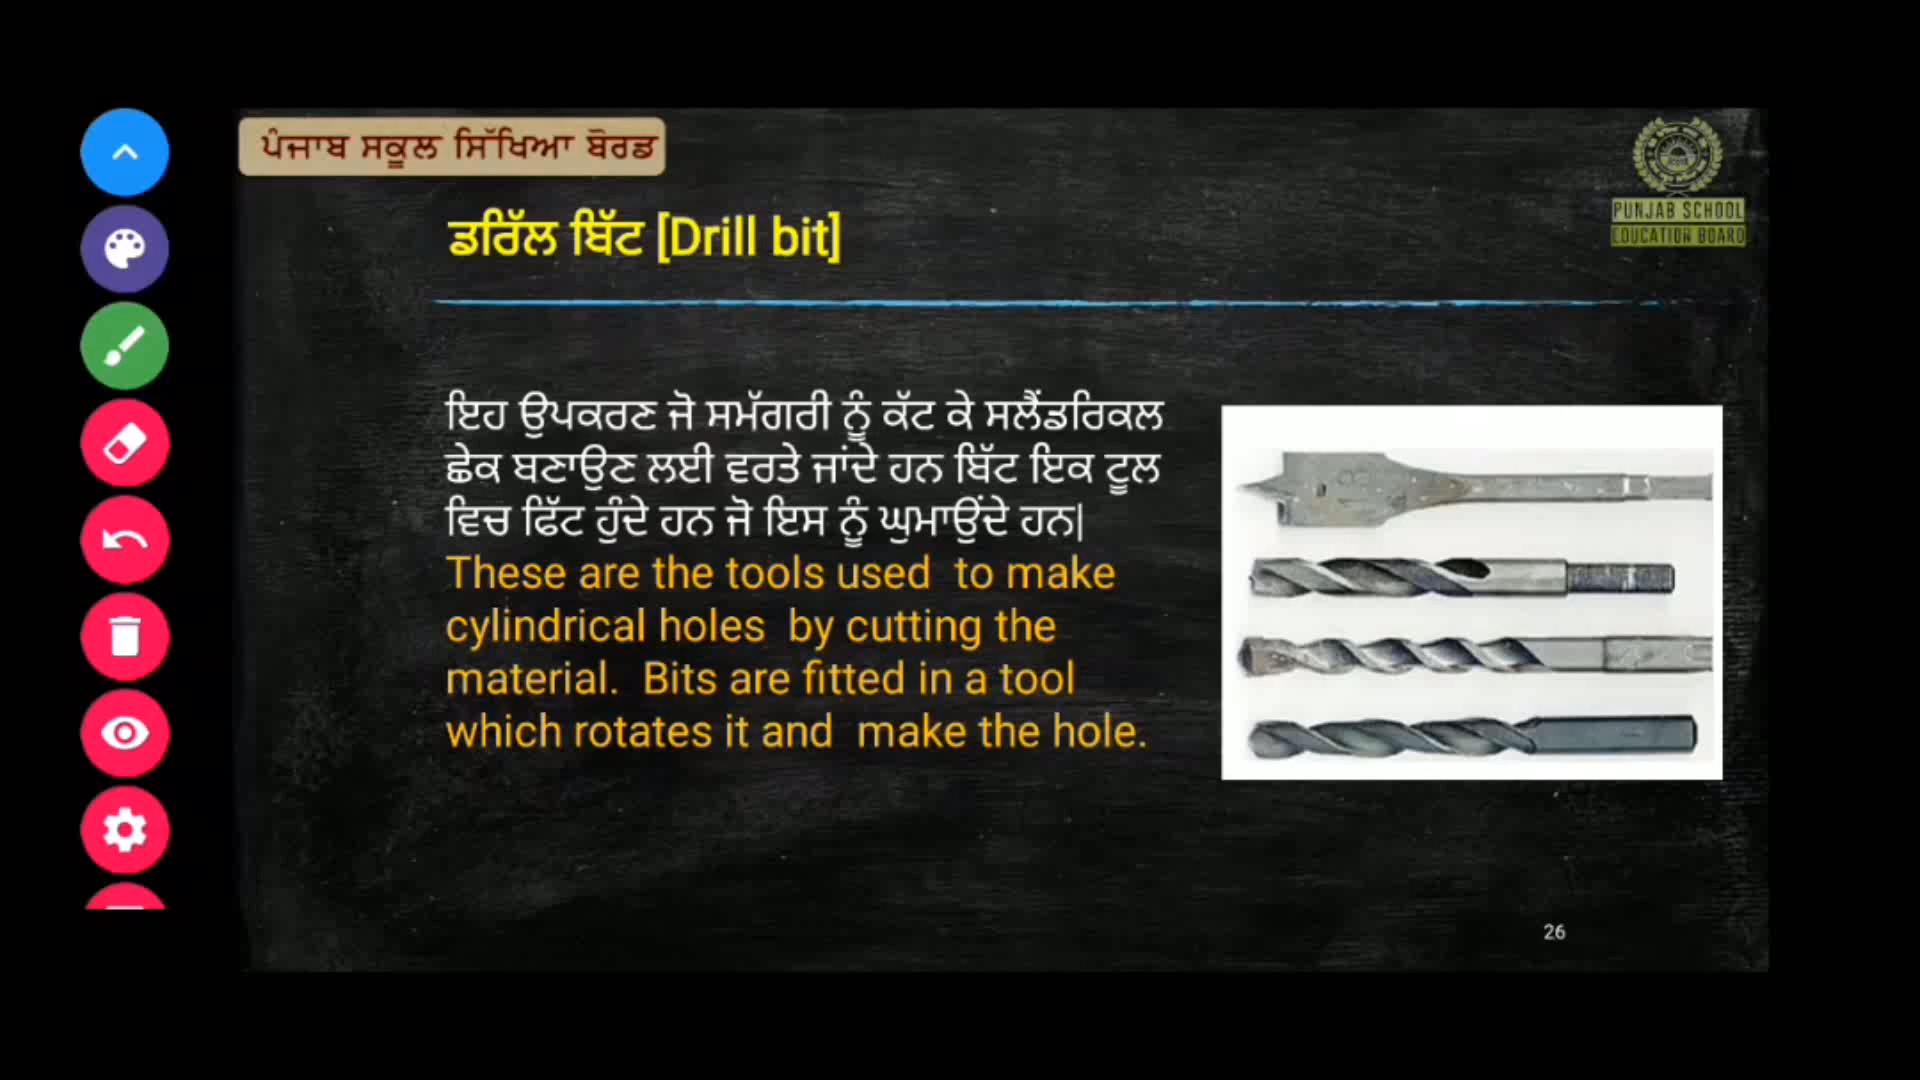 ਪੰਜਾਬ ਸਕੂਲ ਸਿੱਖਿਆ ਬੋਰਡ
PUNJAB SCHOOL
EDUCATION BOARD
ਡਰਿੱਲ ਬਿੱਟ [Drill bit]
ਇਹ ਉਪਕਰਣ ਜੋ ਸਮੱਗਰੀ ਨੂੰ ਕੱਟ ਕੇ ਸਲੈਂਡਰਿਕਲ
ਛੇਕ ਬਣਾਉਣ ਲਈ ਵਰਤੇ ਜਾਂਦੇ ਹਨ ਬਿੱਟ ਇਕ ਟੂਲ
ਵਿਚ ਫਿੱਟ ਹੁੰਦੇ ਹਨ ਜੋ ਇਸ ਨੂੰ ਘੁਮਾਉਂਦੇ ਹਨ|
These are the tools used  to make
cylindrical holes  by cutting the
material.  Bits are fitted in a tool
which rotates it and  make the hole.
26